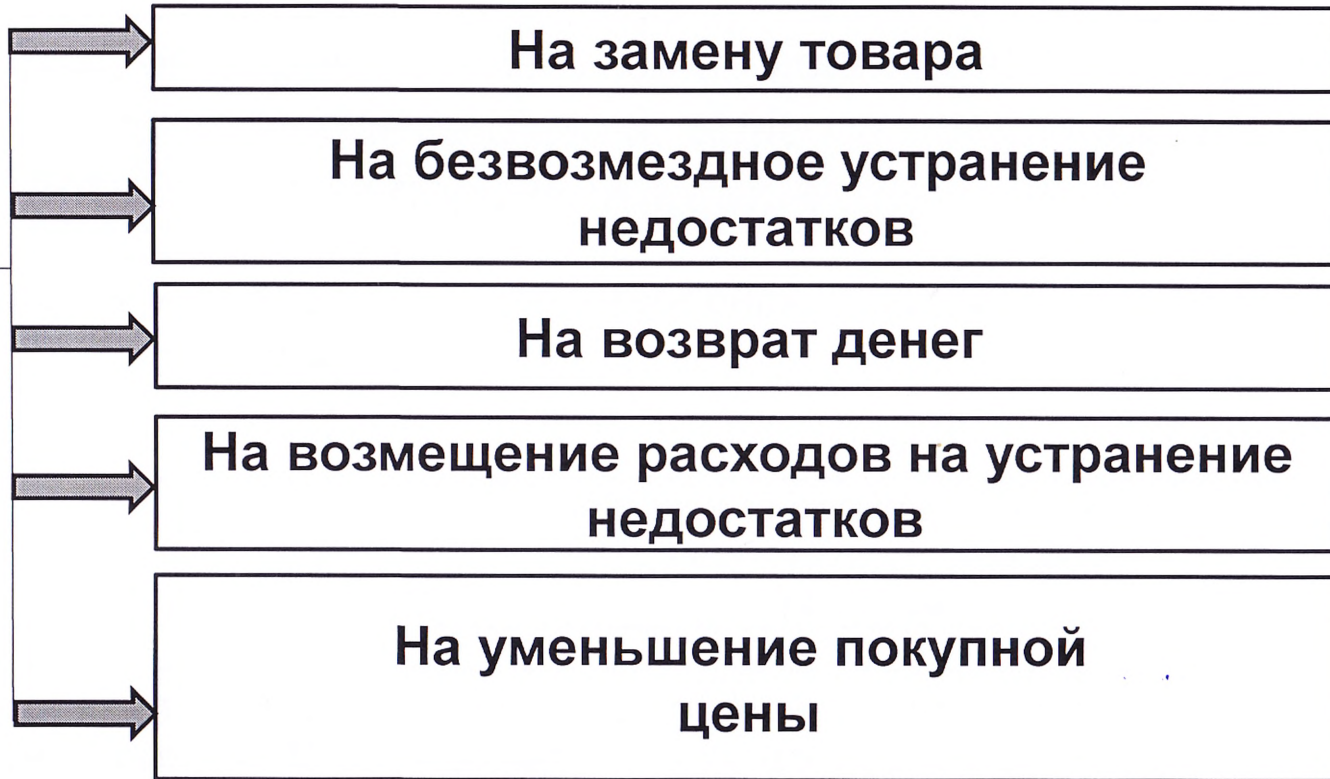 На замену товара
На безвозмездное устранение
недостатков
На возврат денег
На возмещение расходов на устранение
недостатков
На уменьшение покупной
цены